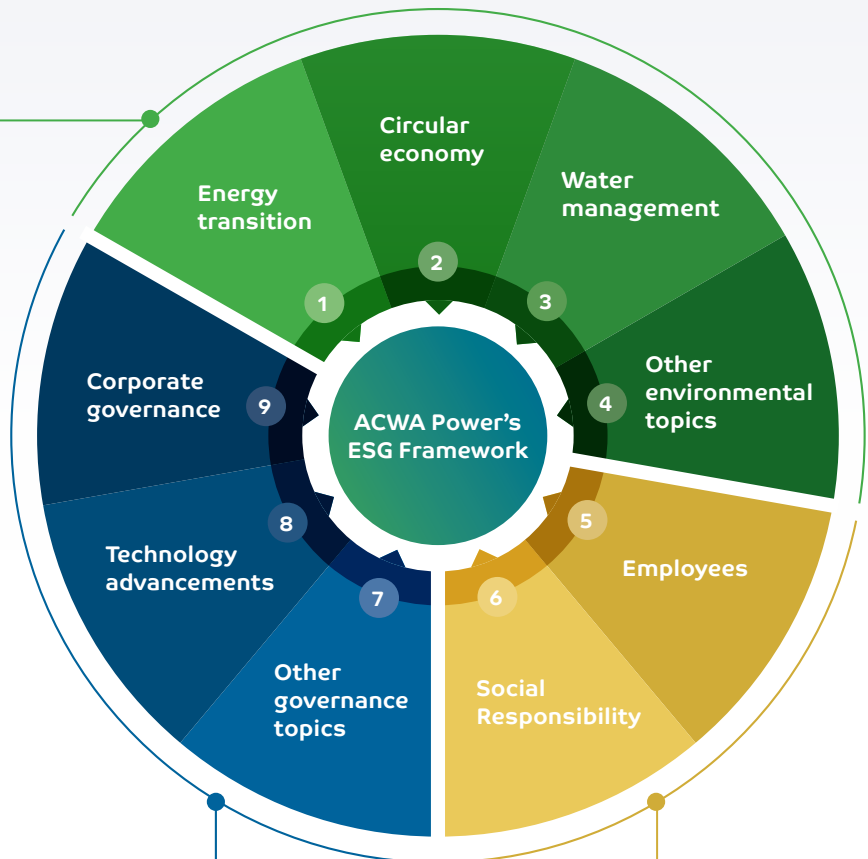 Circular
economy
Water
management
Energy
transition
2
1
3
Other
environmental
topics
4
Corporate
governance
9
ACWA Power's
ESG Framework
8
5
Technology
advancements
Employees
7
6
Other
governance
topics
Social
Responsibility